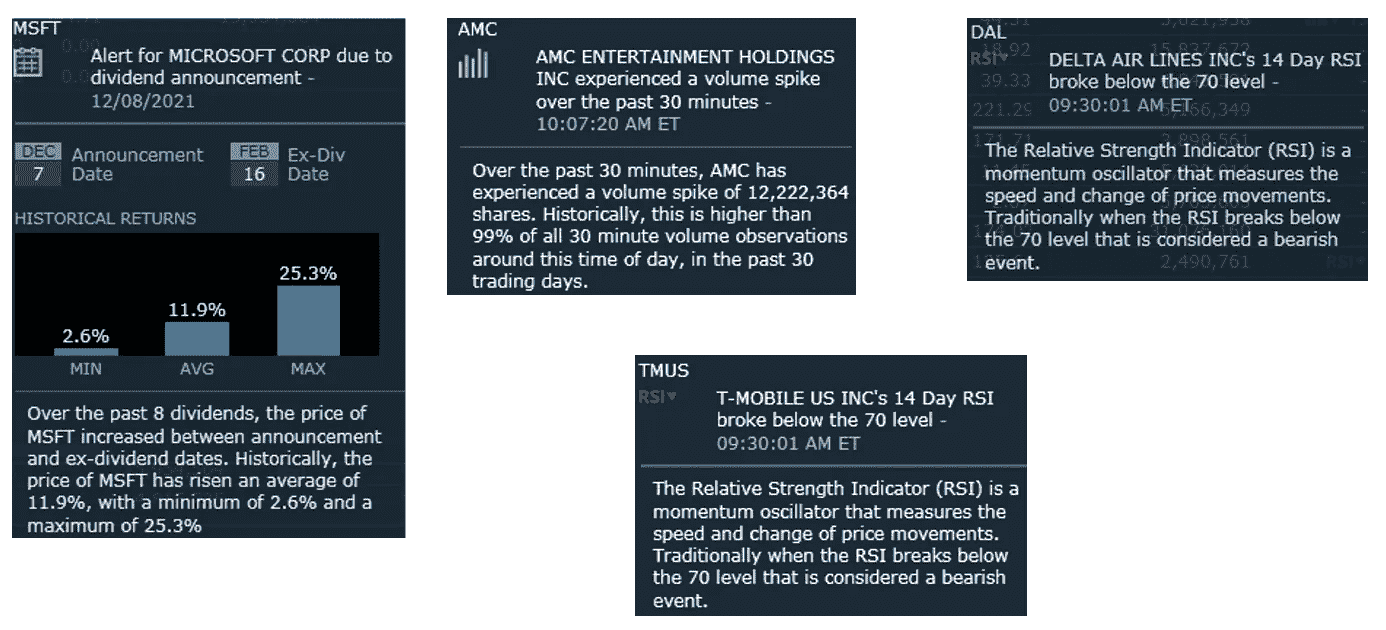 MSFT
Alert for MICROSOFT CORP due to
dividend announcement -
12/08/2021
DEC
7
Announcement
Date
FEB
16
Ex-Div
Date
HISTORICAL RETURNS
2.6%
11.9%
25.3%
MIN
AVG
MAX
Over the past 8 dividends, the price of
MSFT increased between announcement
and ex-dividend dates. Historically, the
price of MSFT has risen an average of
11.9%, with a minimum of 2.6% and a
maximum of 25.3%
AMC
AMC ENTERTAINMENT HOLDINGS
INC experienced a volume spike
over the past 30 minutes -
10:07:20 AM ET
Over the past 30 minutes, AMC has
experienced a volume spike of 12,222,364
shares. Historically, this is higher than
99% of all 30 minute volume observations
around this time of day, in the past 30
trading days.
DAL
RSI▾
DELTA AIR LINES INC's 14 Day RSI
broke below the 70 level -
09:30:01 AM ET
The Relative Strength Indicator (RSI) is a
momentum oscillator that measures the
speed and change of price movements.
Traditionally when the RSI breaks below
the 70 level that is considered a bearish
event.
2,490,761
TMUS
RSI▾
T-MOBILE US INC's 14 Day RSI
broke below the 70 level -
09:30:01 AM ET
The Relative Strength Indicator (RSI) is a
momentum oscillator that measures the
speed and change of price movements.
Traditionally when the RSI breaks below
the 70 level that is considered a bearish
event.